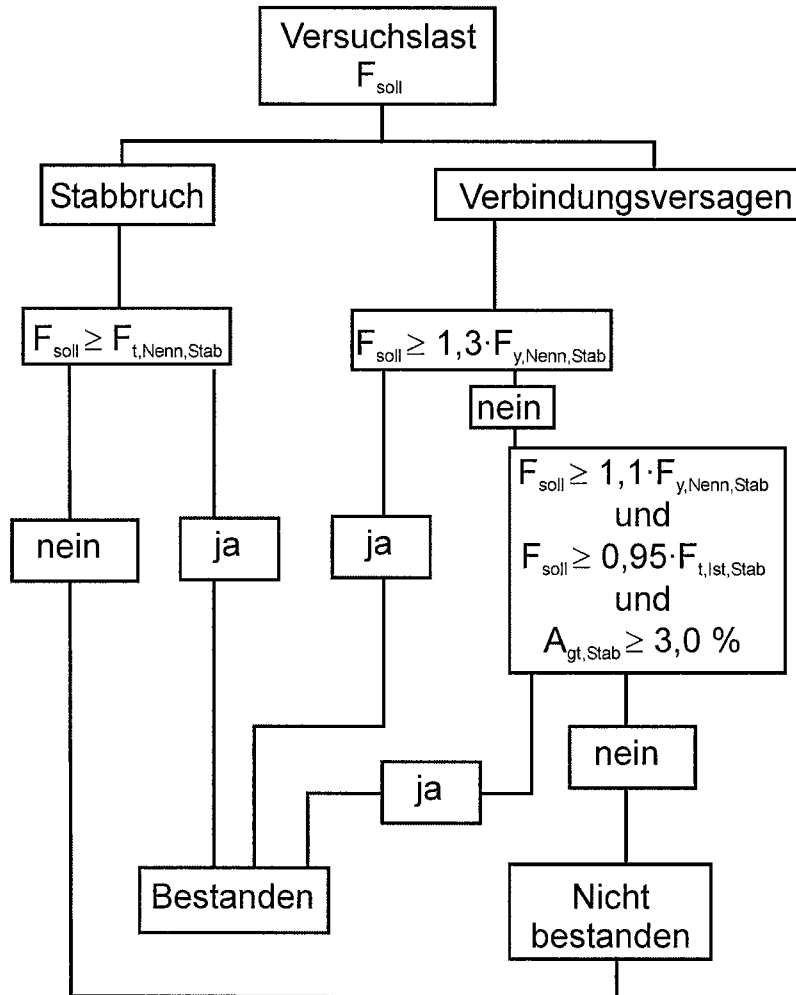 Versuchslast
F_soll
Stabbruch
Verbindungsversagen
F_soll ≥ F_t,Nenn,Stab
F_soll ≥ 1,3·F_y,Nenn,Stab
nein
F_soll ≥ 1,1·F_y,Nenn,Stab
und
F_soll ≥ 0,95·F_t,Ist,Stab
und
A_gt,Stab ≥ 3,0 %
nein
ja
ja
nein
ja
Bestanden
Nicht
bestanden